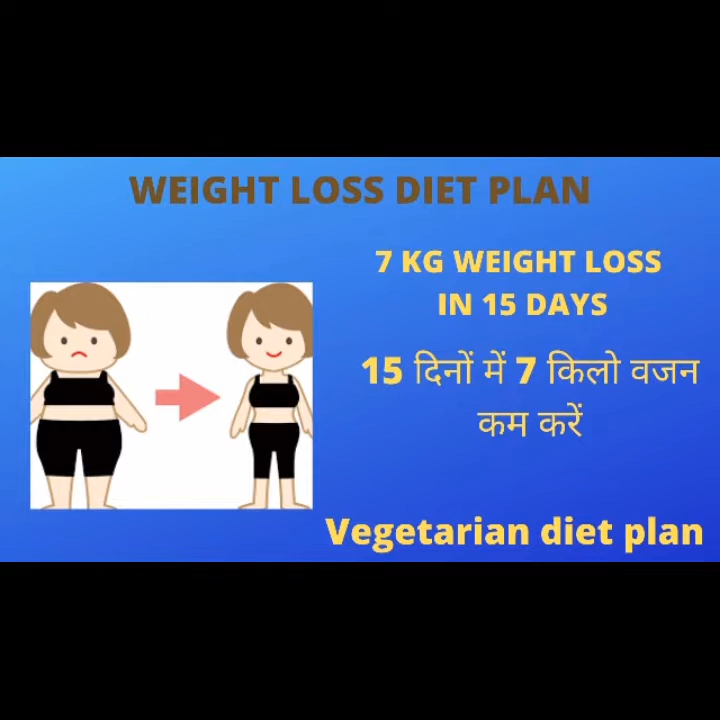 WEIGHT LOSS DIET PLAN
7 KG WEIGHT LOSS
IN 15 DAYS
15 दिनों में 7 किलो वजन
कम करें
Vegetarian diet plan